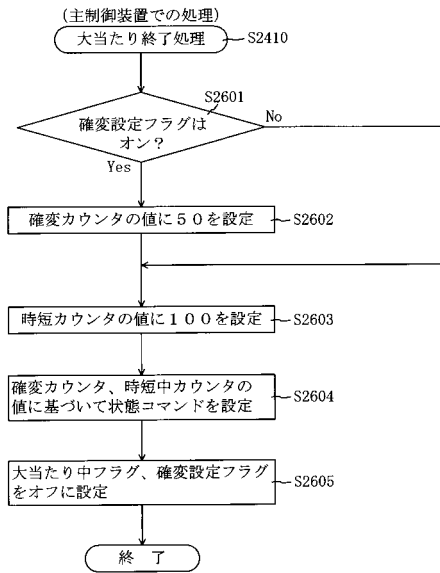 (主制御装置での処理)
大当たり終了処理
S2410
S2601
確変設定フラグは
オン？
No
Yes
確変カウンタの値に５０を設定
S2602
時短カウンタの値に１００を設定
S2603
確変カウンタ、時短中カウンタの
値に基づいて状態コマンドを設定
S2604
大当たり中フラグ、確変設定フラグ
をオフに設定
S2605
終 了